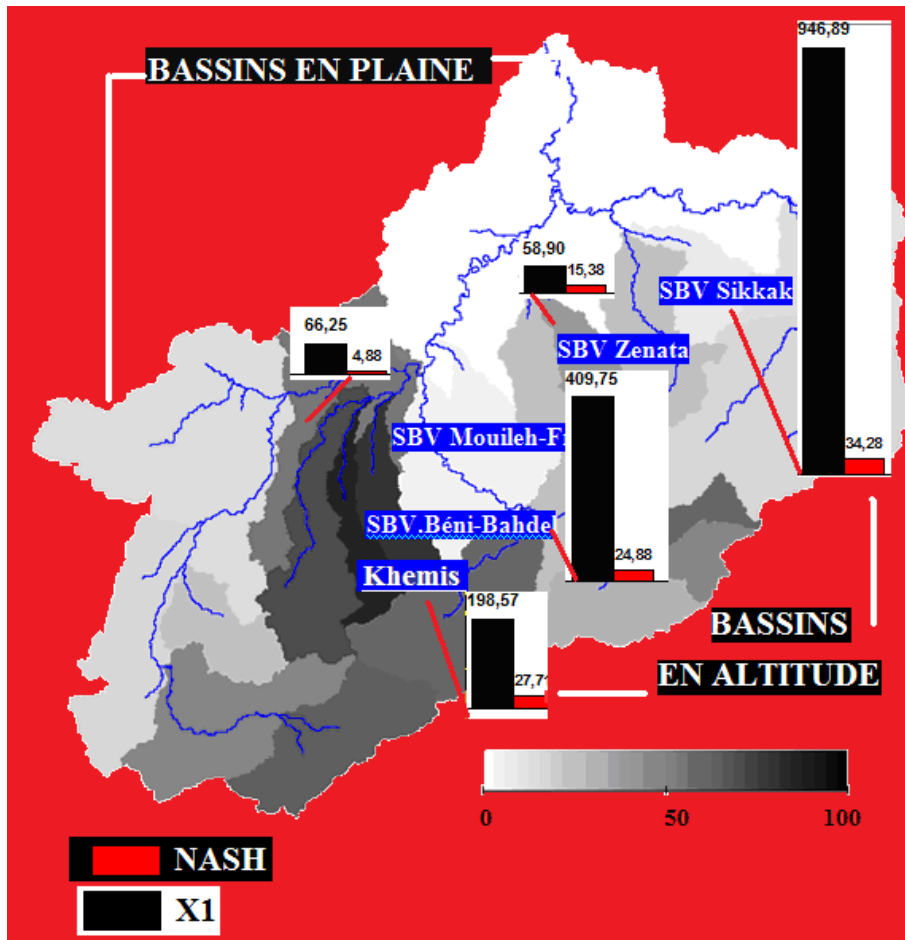 946,89
BASSINS EN PLAINE
58,90
15,38
SBV Sikkak
66,25
4,88
SBV Zenata
409,75
SBV Mouileh-F
34,28
SBV.Béni-Bahde
24,88
Khemis
198,57
BASSINS
27,71
EN ALTITUDE
0 50 100
NASH
X1